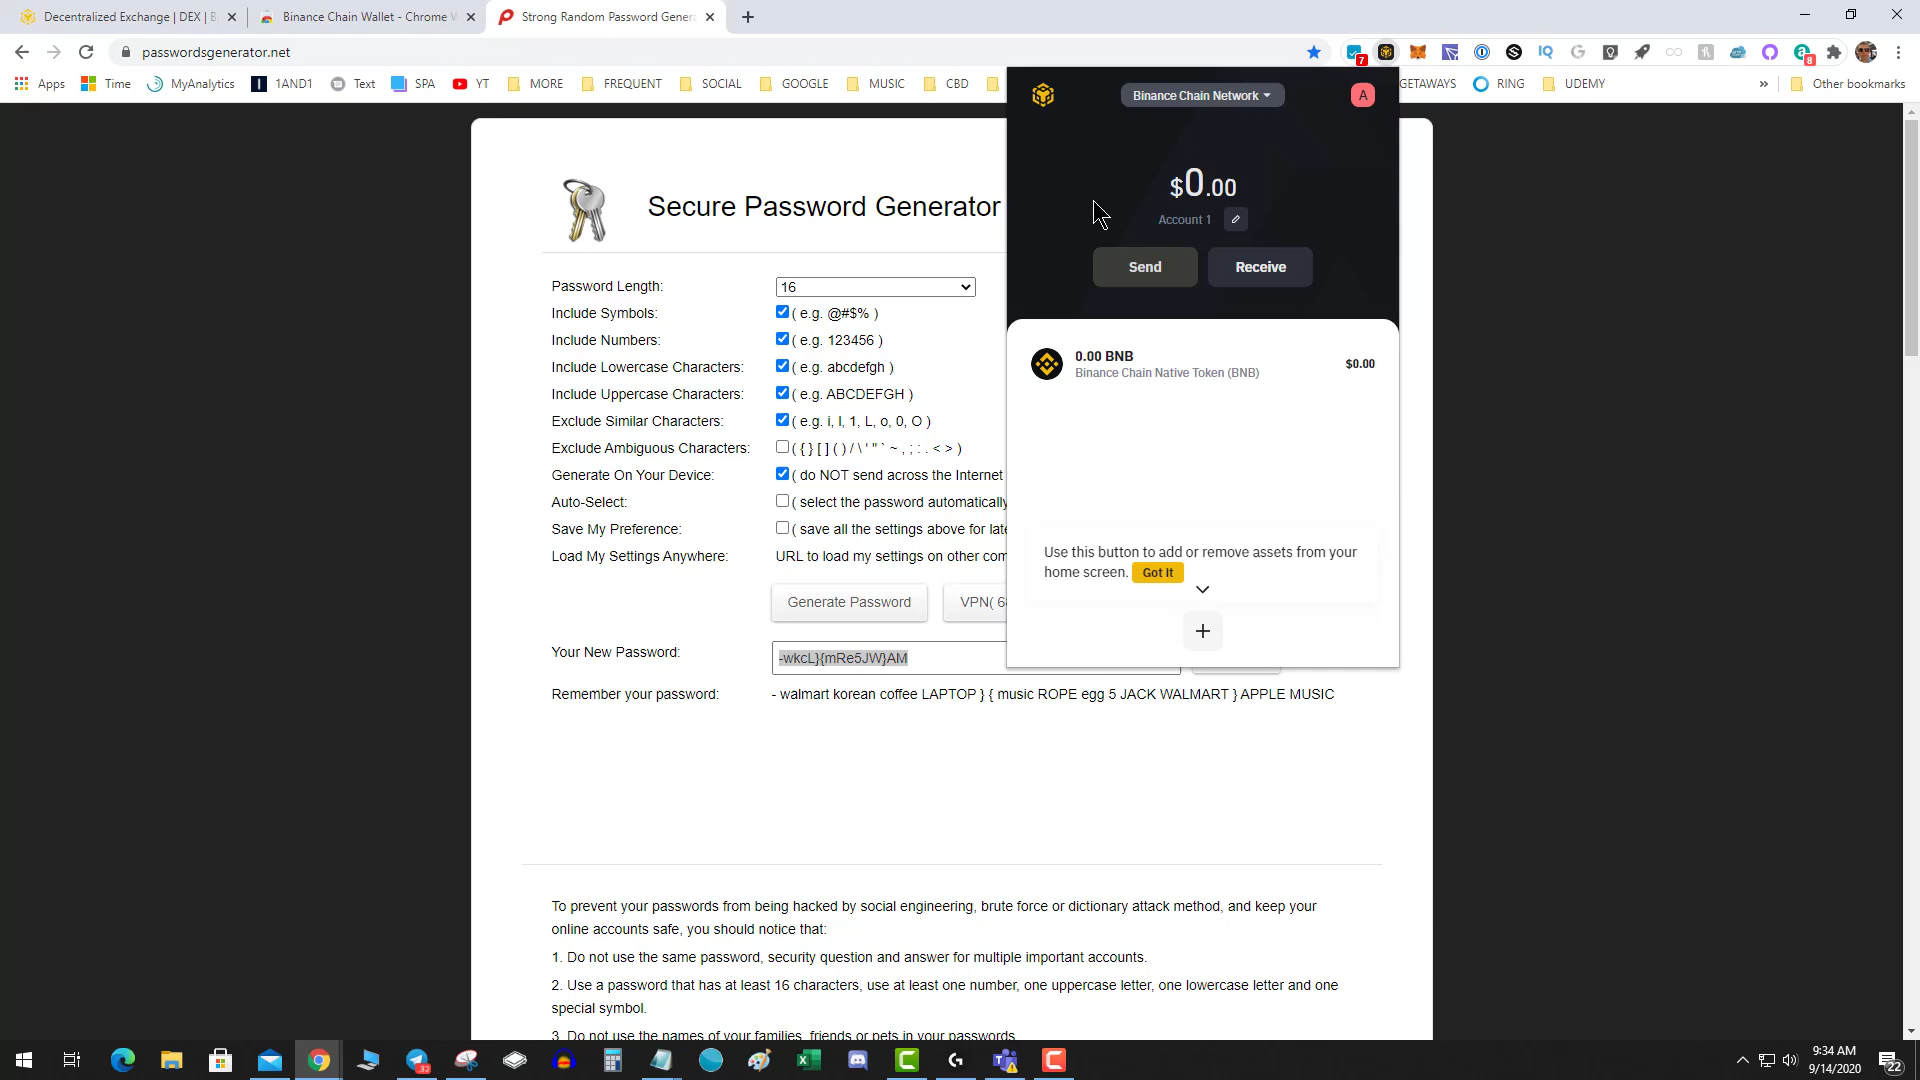 Decentralized Exchange | DEX | B
Binance Chain Wallet - Chrome W
Strong Random Password Genera
passwordsgenerator.net
7
8
Apps
Time
MyAnalytics
1AND1
Text
SPA
YT
MORE
FREQUENT
SOCIAL
GOOGLE
MUSIC
CBD
GETAWAYS
RING
UDEMY
»
Other bookmarks
Binance Chain Network
A
$0.00
Account 1
Send
Receive
0.00 BNB
Binance Chain Native Token (BNB)
$0.00
Use this button to add or remove assets from your
home screen. Got It
+
Secure Password Generator
Password Length: 16
Include Symbols: ( e.g. @#$% )
Include Numbers: ( e.g. 123456 )
Include Lowercase Characters: ( e.g. abcdefgh )
Include Uppercase Characters: ( e.g. ABCDEFGH )
Exclude Similar Characters: ( e.g. i, l, 1, L, o, 0, O )
Exclude Ambiguous Characters: ( { } [ ] ( ) / \ ' " ` ~ , ; : . < > )
Generate On Your Device: ( do NOT send across the Internet
Auto-Select: ( select the password automatically
Save My Preference: ( save all the settings above for late
Load My Settings Anywhere: URL to load my settings on other com
Generate Password
VPN( 6
Your New Password: -wkcL}{mRe5JW}AM
Remember your password: - walmart korean coffee LAPTOP } { music ROPE egg 5 JACK WALMART } APPLE MUSIC
To prevent your passwords from being hacked by social engineering, brute force or dictionary attack method, and keep your
online accounts safe, you should notice that:
1. Do not use the same password, security question and answer for multiple important accounts.
2. Use a password that has at least 16 characters, use at least one number, one uppercase letter, one lowercase letter and one
special symbol.
3. Do not use the names of your families, friends or pets in your passwords.
32
9:34 AM
9/14/2020
22